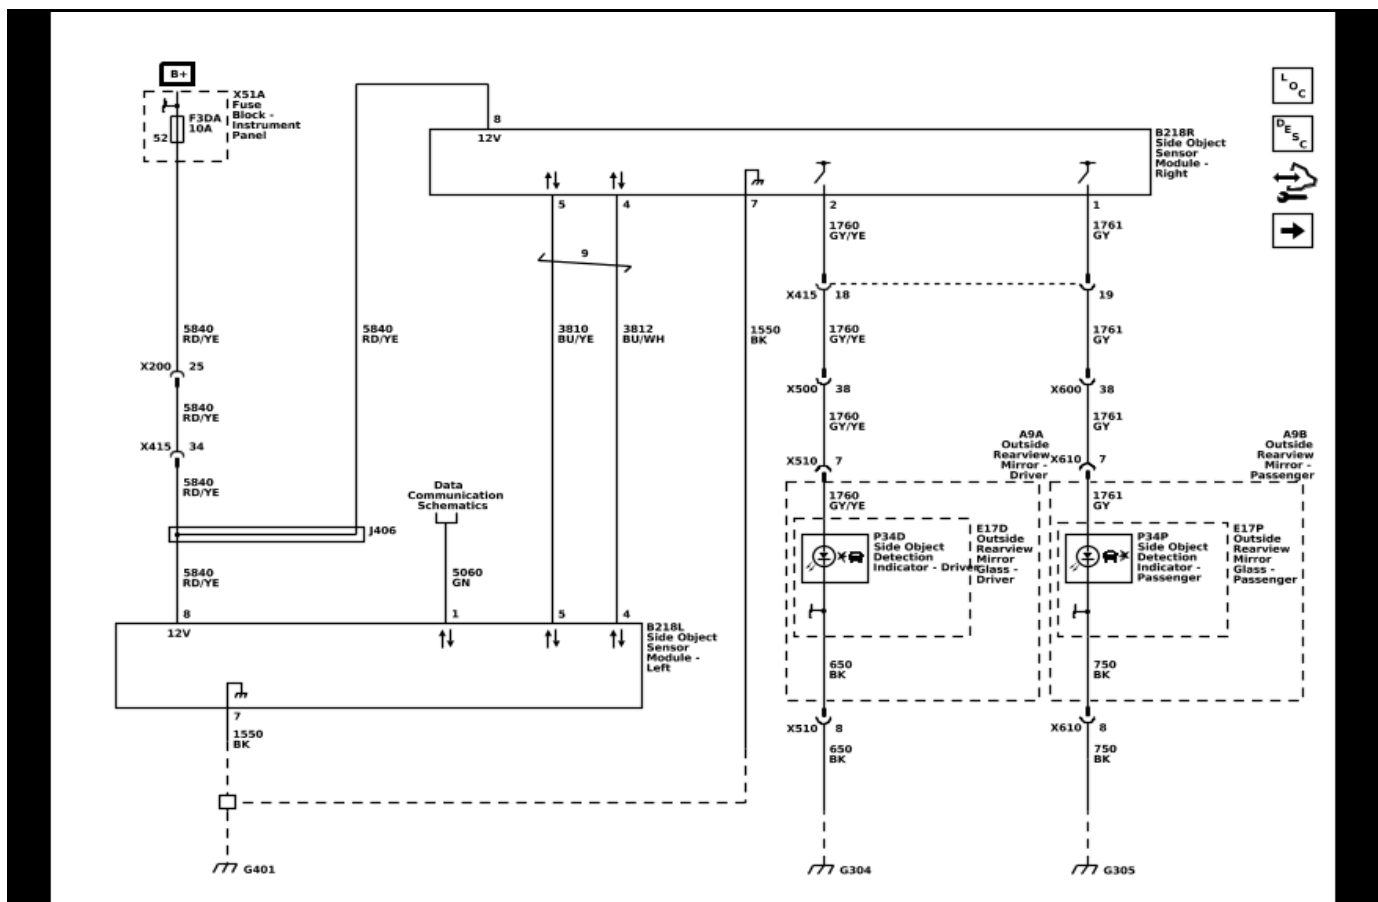 B+
X51A
Fuse
Block -
Instrument
Panel
F3DA
10A
52
8
12V
B218R
Side Object
Sensor
Module -
Right
L
O
C
D
E
S
C
5
4
7
2
1
1760
GY/YE
1761
GY
9
X415
18
19
5840
RD/YE
5840
RD/YE
3810
BU/YE
3812
BU/WH
1550
BK
1760
GY/YE
1761
GY
X200
25
X500
38
X600
38
5840
RD/YE
1760
GY/YE
1761
GY
X415
34
A9A
Outside
Rearview
Mirror -
Driver
A9B
Outside
Rearview
Mirror -
Passenger
X510
7
X610
7
5840
RD/YE
Data
Communication
Schematics
1760
GY/YE
1761
GY
J406
P34D
Side Object
Detection
Indicator - Driver
E17D
Outside
Rearview
Mirror
Glass -
Driver
P34P
Side Object
Detection
Indicator -
Passenger
E17P
Outside
Rearview
Mirror
Glass -
Passenger
5840
RD/YE
5060
GN
8
12V
1
5
4
B218L
Side Object
Sensor
Module -
Left
650
BK
750
BK
7
1550
BK
X510
8
X610
8
650
BK
750
BK
G401
G304
G305